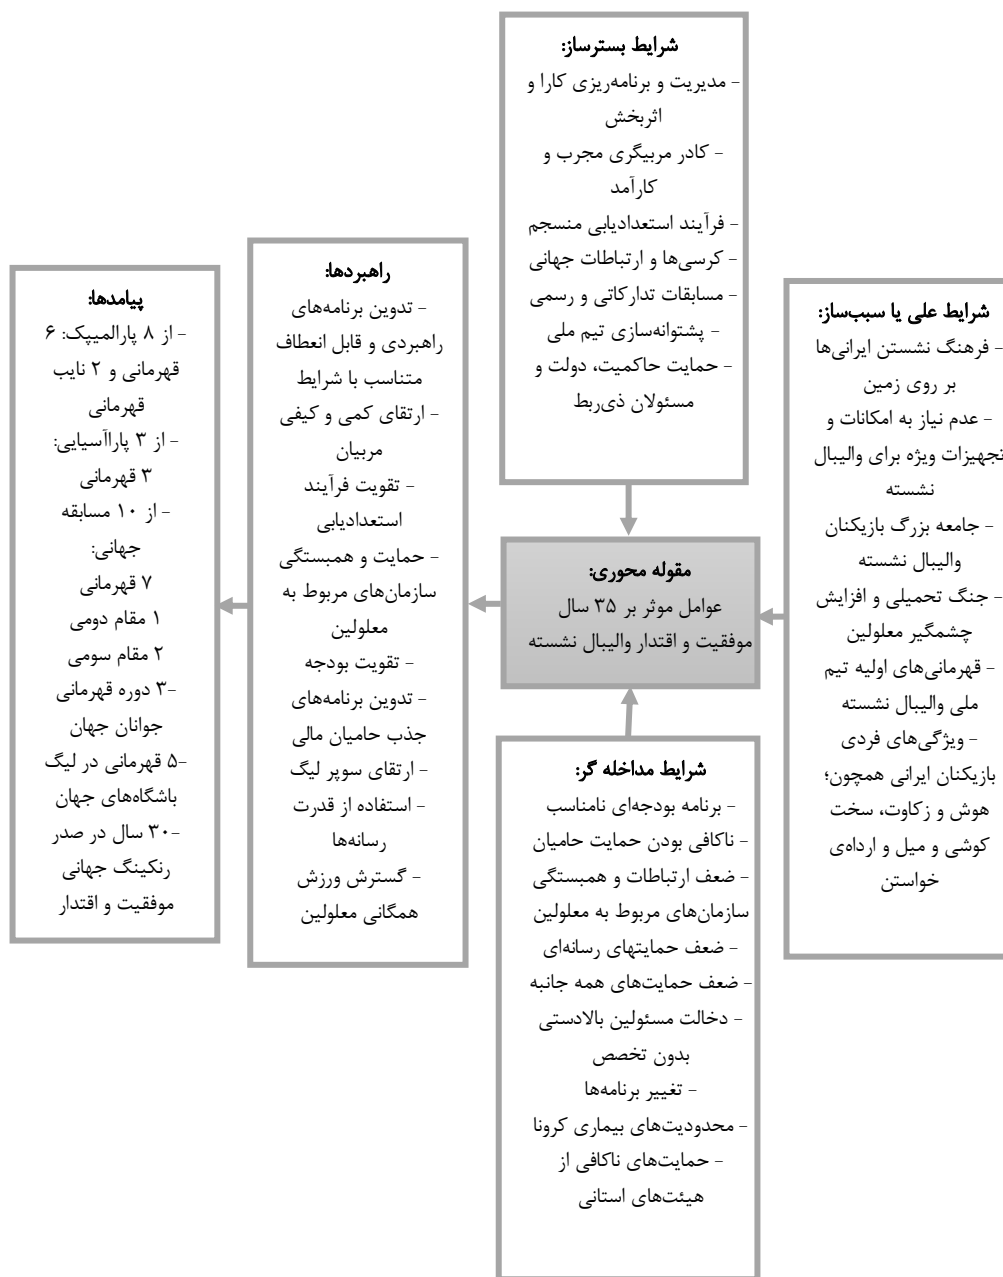 شرایط بسترساز:
- مدیریت و برنامه‌ریزی کارا و
اثربخش
- کادر مربیگری مجرب و
کارآمد
- فرآیند استعدادیابی منسجم
- کرسی‌ها و ارتباطات جهانی
- مسابقات تدارکاتی و رسمی
- پشتوانه‌سازی تیم ملی
- حمایت حاکمیت، دولت و
مسئولان ذی‌ربط
شرایط علی یا سبب‌ساز:
- فرهنگ نشستن ایرانی‌ها
بر روی زمین
- عدم نیاز به امکانات و
تجهیزات ویژه برای والیبال
نشسته
- جامعه بزرگ بازیکنان
والیبال نشسته
- جنگ تحمیلی و افزایش
چشمگیر معلولین
- قهرمانی‌های اولیه تیم
ملی والیبال نشسته
- ویژگی‌های فردی
بازیکنان ایرانی همچون؛
هوش و زکاوت، سخت
کوشی و میل و ارداه‌ی
خواستن
مقوله محوری:
عوامل موثر بر ۳۵ سال
موفقیت و اقتدار والیبال نشسته
شرایط مداخله گر:
- برنامه بودجه‌ای نامناسب
- ناکافی بودن حمایت حامیان
- ضعف ارتباطات و همبستگی
سازمان‌های مربوط به معلولین
- ضعف حمایتهای رسانه‌ای
- ضعف حمایت‌های همه جانبه
- دخالت مسئولین بالادستی
بدون تخصص
- تغییر برنامه‌ها
- محدودیت‌های بیماری کرونا
- حمایت‌های ناکافی از
هیئت‌های استانی
راهبردها:
- تدوین برنامه‌های
راهبردی و قابل انعطاف
متناسب با شرایط
- ارتقای کمی و کیفی
مربیان
- تقویت فرآیند
استعدادیابی
- حمایت و همبستگی
سازمان‌های مربوط به
معلولین
- تقویت بودجه
- تدوین برنامه‌های
جذب حامیان مالی
- ارتقای سوپر لیگ
- استفاده از قدرت
رسانه‌ها
- گسترش ورزش
همگانی معلولین
پیامدها:
- از ۸ پارالمیپک: ۶
قهرمانی و ۲ نایب
قهرمانی
- از ۳ پاراآسیایی:
۳ قهرمانی
- از ۱۰ مسابقه
جهانی:
۷ قهرمانی
۱ مقام دومی
۲ مقام سومی
-۳ دوره قهرمانی
جوانان جهان
-۵ قهرمانی در لیگ
باشگاه‌های جهان
-۳۰ سال در صدر
رنکینگ جهانی
موفقیت و اقتدار